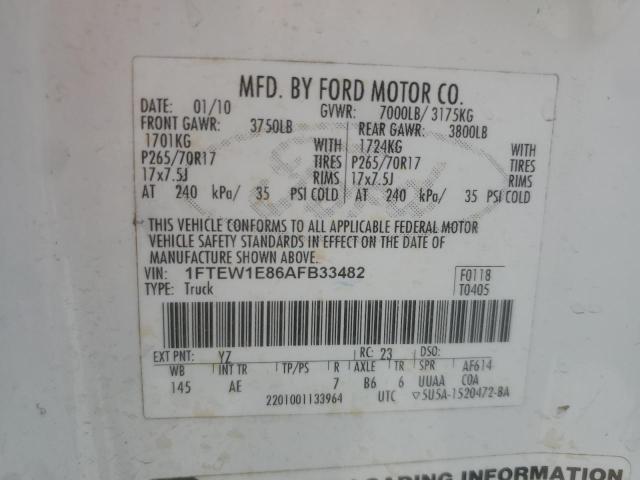 MFD. BY FORD MOTOR CO.
DATE: 01/10 GVWR: 7000LB/ 3175KG
FRONT GAWR: 3750LB REAR GAWR: 3800LB
1701KG WITH 1724KG WITH
P265/70R17 TIRES P265/70R17 TIRES
17x7.5J RIMS 17x7.5J RIMS
AT 240 kPa/ 35 PSI COLD AT 240 kPa/ 35 PSI COLD
THIS VEHICLE CONFORMS TO ALL APPLICABLE FEDERAL MOTOR
VEHICLE SAFETY STANDARDS IN EFFECT ON THE DATE OF
MANUFACTURE SHOWN ABOVE.
VIN: 1FTEW1E86AFB33482 F0118
TYPE: Truck T0405
EXT PNT: YZ RC: 23 DSO:
WB INT TR TP/PS R AXLE TR SPR AF614
145 AE 7 B6 6 UUAA C0A
2201001133964 UTC ▽5U5A-1520472-BA
LOADING INFORMATION